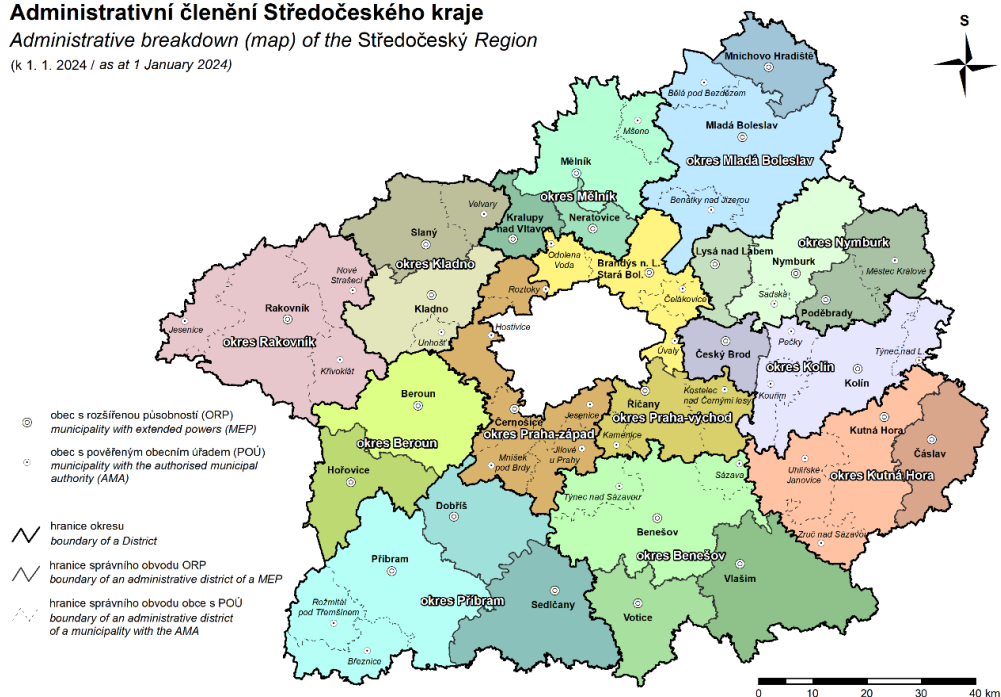 Administrativní členění Středočeského kraje
Administrative breakdown (map) of the Středočeský Region
(k 1. 1. 2024 / as at 1 January 2024)
S
Mnichovo Hradiště
Bělá pod Bezdězem
Mladá Boleslav
okres Mladá Boleslav
Benátky nad Jizerou
Mšeno
Mělník
okres Mělník
Kralupy
nad Vltavou
Neratovice
Velvary
Slaný
okres Kladno
Kladno
Unhošť
Odolena
Voda
Brandýs n. L.-
Stará Bol.
Čelákovice
Úvaly
Lysá nad Labem
okres Nymburk
Nymburk
Sadská
Městec Králové
Poděbrady
Nové
Strašecí
Rakovník
okres Rakovník
Jesenice
Křivoklát
Roztoky
Hostivice
Černošice
okres Praha-západ
Mníšek
pod Brdy
Jílové
u Prahy
Jesenice
Říčany
okres Praha-východ
Kostelec
nad Černými lesy
Kamenice
Český Brod
Pečky
okres Kolín
Kolín
Kouřim
Týnec nad L.
Beroun
okres Beroun
Hořovice
Kutná Hora
Čáslav
okres Kutná Hora
Uhlířské
Janovice
Zruč nad Sázavou
Sázava
Týnec nad Sázavou
Benešov
okres Benešov
Vlašim
Votice
Dobříš
Příbram
okres Příbram
Sedlčany
Rožmitál
pod Třemšínem
Březnice
obec s rozšířenou působností (ORP)
municipality with extended powers (MEP)
obec s pověřeným obecním úřadem (POÚ)
municipality with the authorised municipal
authority (AMA)
hranice okresu
boundary of a District
hranice správního obvodu ORP
boundary of an administrative district of a MEP
hranice správního obvodu obce s POÚ
boundary of an administrative district
of a municipality with the AMA
0 10 20 30 40 km